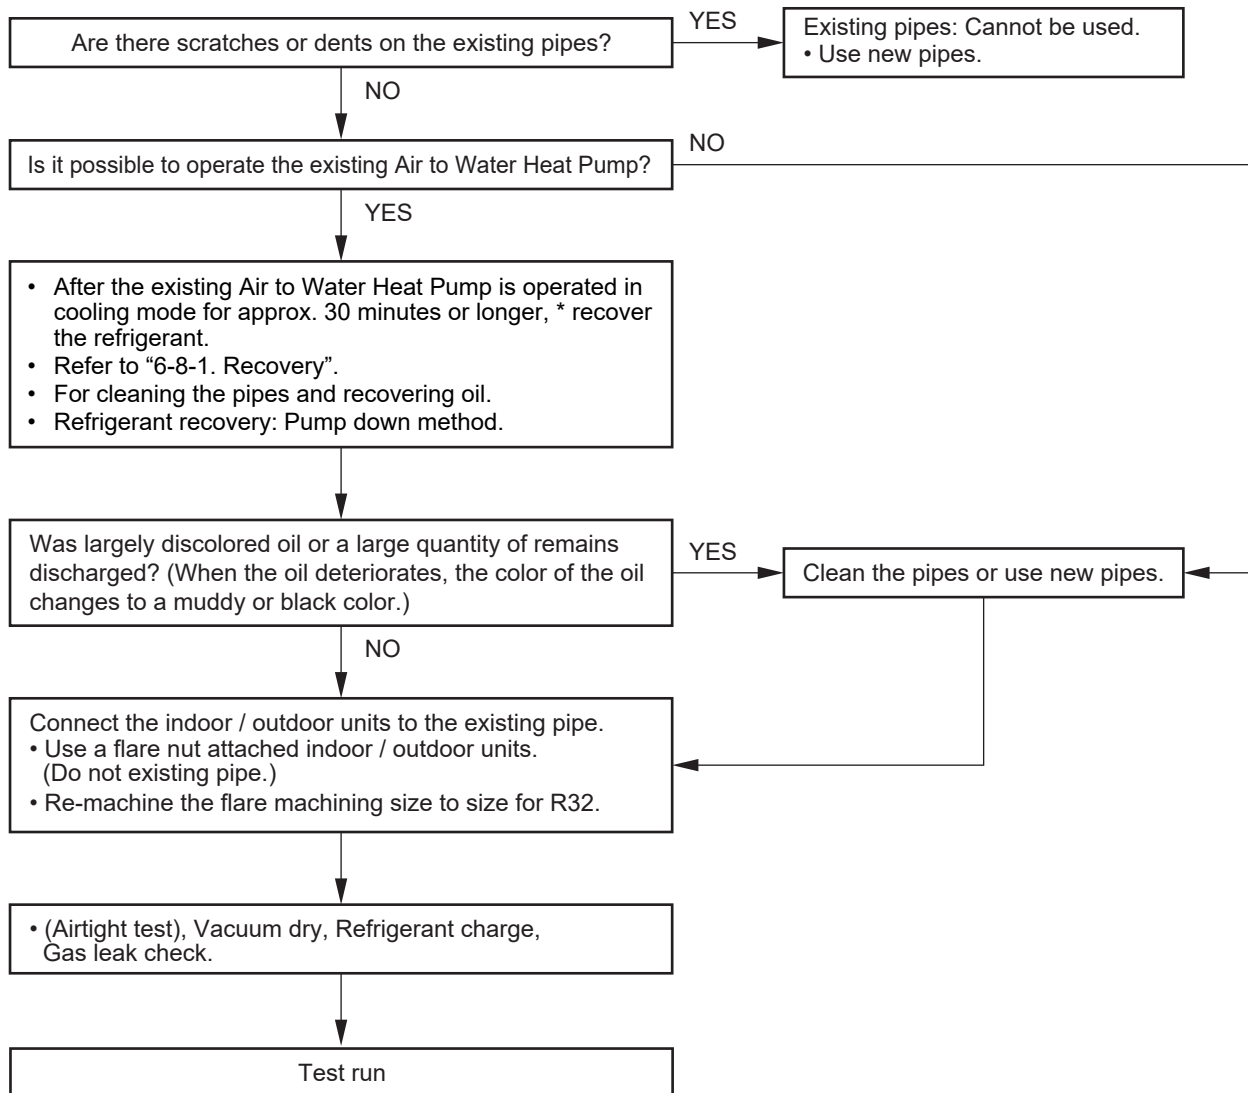 Are there scratches or dents on the existing pipes?
YES
Existing pipes: Cannot be used.
• Use new pipes.
NO
Is it possible to operate the existing Air to Water Heat Pump?
NO
YES
• After the existing Air to Water Heat Pump is operated in
cooling mode for approx. 30 minutes or longer, * recover
the refrigerant.
• Refer to “6-8-1. Recovery”.
• For cleaning the pipes and recovering oil.
• Refrigerant recovery: Pump down method.
Was largely discolored oil or a large quantity of remains
discharged? (When the oil deteriorates, the color of the oil
changes to a muddy or black color.)
YES
Clean the pipes or use new pipes.
NO
Connect the indoor / outdoor units to the existing pipe.
• Use a flare nut attached indoor / outdoor units.
(Do not existing pipe.)
• Re-machine the flare machining size to size for R32.
• (Airtight test), Vacuum dry, Refrigerant charge,
Gas leak check.
Test run